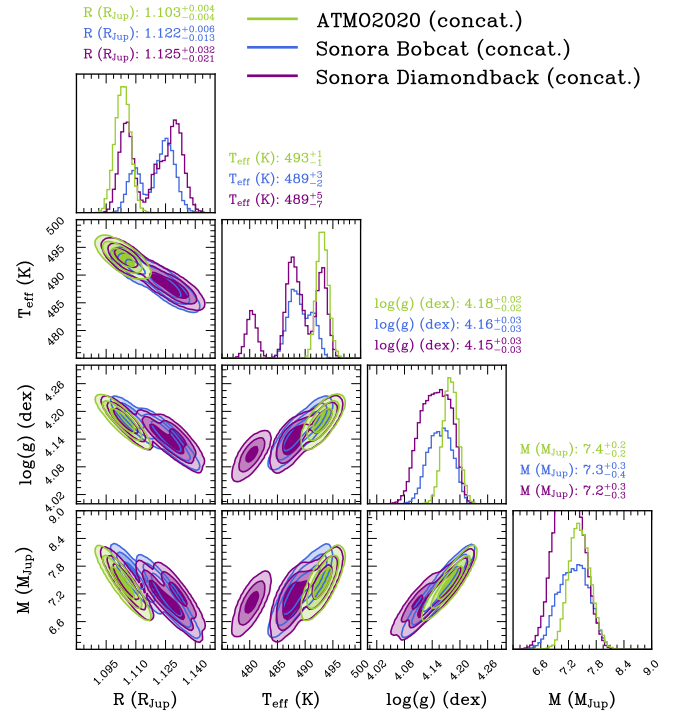 R (R_Jup): 1.103 +0.004 −0.004
R (R_Jup): 1.122 +0.006 −0.013
R (R_Jup): 1.125 +0.032 −0.021
ATMO2020 (concat.)
Sonora Bobcat (concat.)
Sonora Diamondback (concat.)
T_eff (K): 493 +1 −1
T_eff (K): 489 +3 −2
T_eff (K): 489 +5 −7
500
495
490
485
480
T_eff (K)
log(g) (dex): 4.18 +0.02 −0.02
log(g) (dex): 4.16 +0.03 −0.03
log(g) (dex): 4.15 +0.03 −0.03
4.26
4.20
4.14
4.08
4.02
log(g) (dex)
M (M_Jup): 7.4 +0.2 −0.2
M (M_Jup): 7.3 +0.3 −0.4
M (M_Jup): 7.2 +0.3 −0.3
9.0
8.4
7.8
7.2
6.6
M (M_Jup)
1.095 1.110 1.125 1.140
480 485 490 495 500
4.02 4.08 4.14 4.20 4.26
6.6 7.2 7.8 8.4 9.0
R (R_Jup)
T_eff (K)
log(g) (dex)
M (M_Jup)